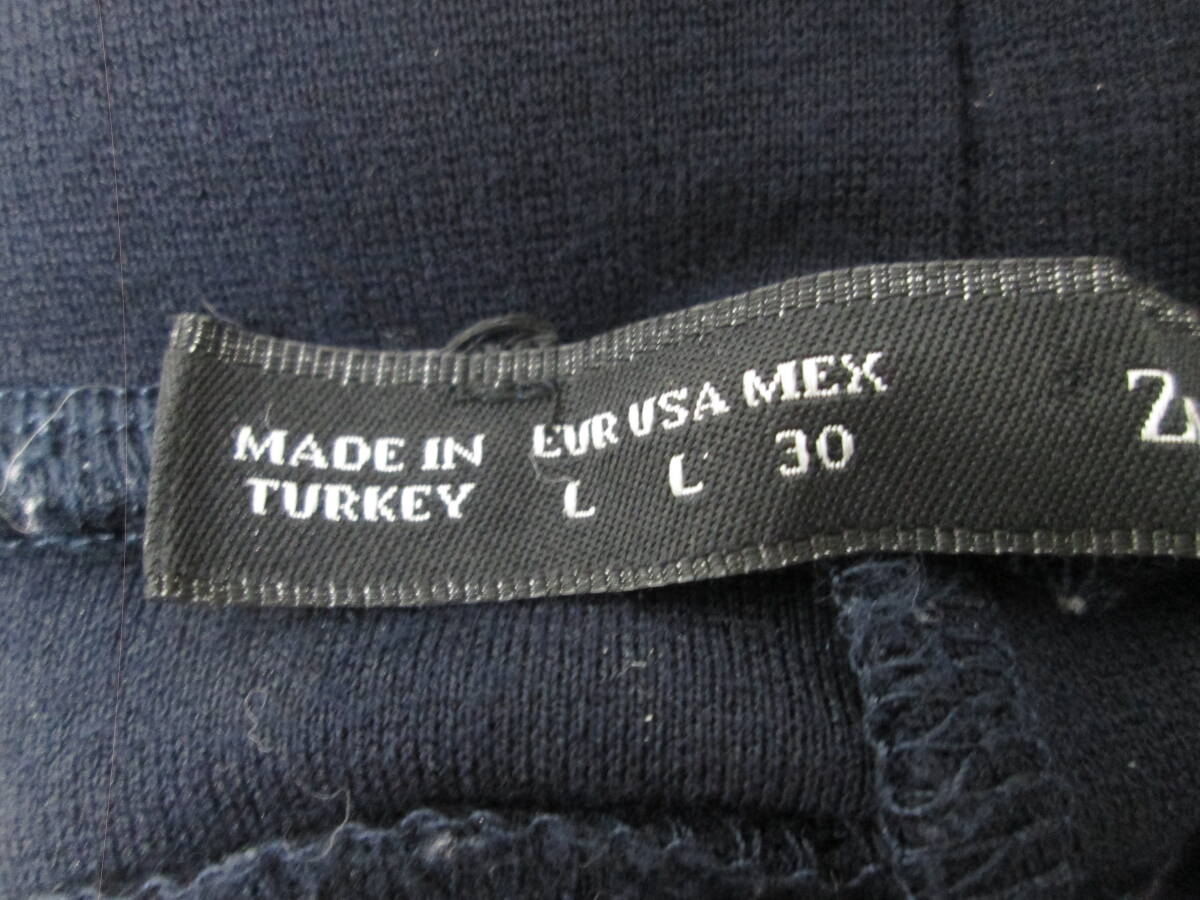 MADE IN
TURKEY
EUR USA MEX
L L 30